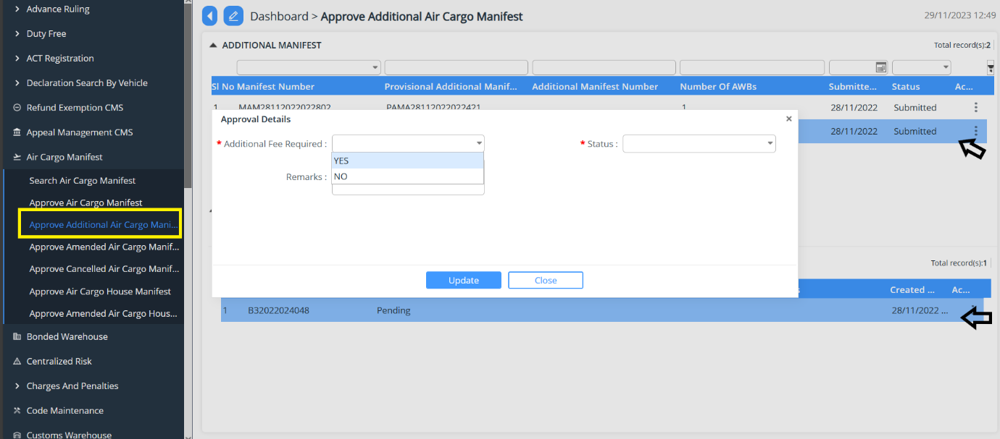 Advance Ruling
Duty Free
ACT Registration
Declaration Search By Vehicle
Refund Exemption CMS
Appeal Management CMS
Air Cargo Manifest
Search Air Cargo Manifest
Approve Air Cargo Manifest
Approve Additional Air Cargo Mani...
Approve Amended Air Cargo Manif...
Approve Cancelled Air Cargo Manif...
Approve Air Cargo House Manifest
Approve Amended Air Cargo Hous...
Bonded Warehouse
Centralized Risk
Charges And Penalties
Code Maintenance
Customs Warehouse
Dashboard > Approve Additional Air Cargo Manifest
29/11/2023 12:49
ADDITIONAL MANIFEST
Total record(s):2
Sl No Manifest Number Provisional Additional Manif... Additional Manifest Number Number Of AWBs Submitte... Status Ac...
1 MAM28112022022802 PAMA28112022022421 1 28/11/2022 Submitted
28/11/2022 Submitted
Approval Details ×
* Additional Fee Required : * Status :
YES
NO
Remarks :
Update Close
Total record(s):1
Created ... Ac...
1 B32022024048 Pending 28/11/2022 ...